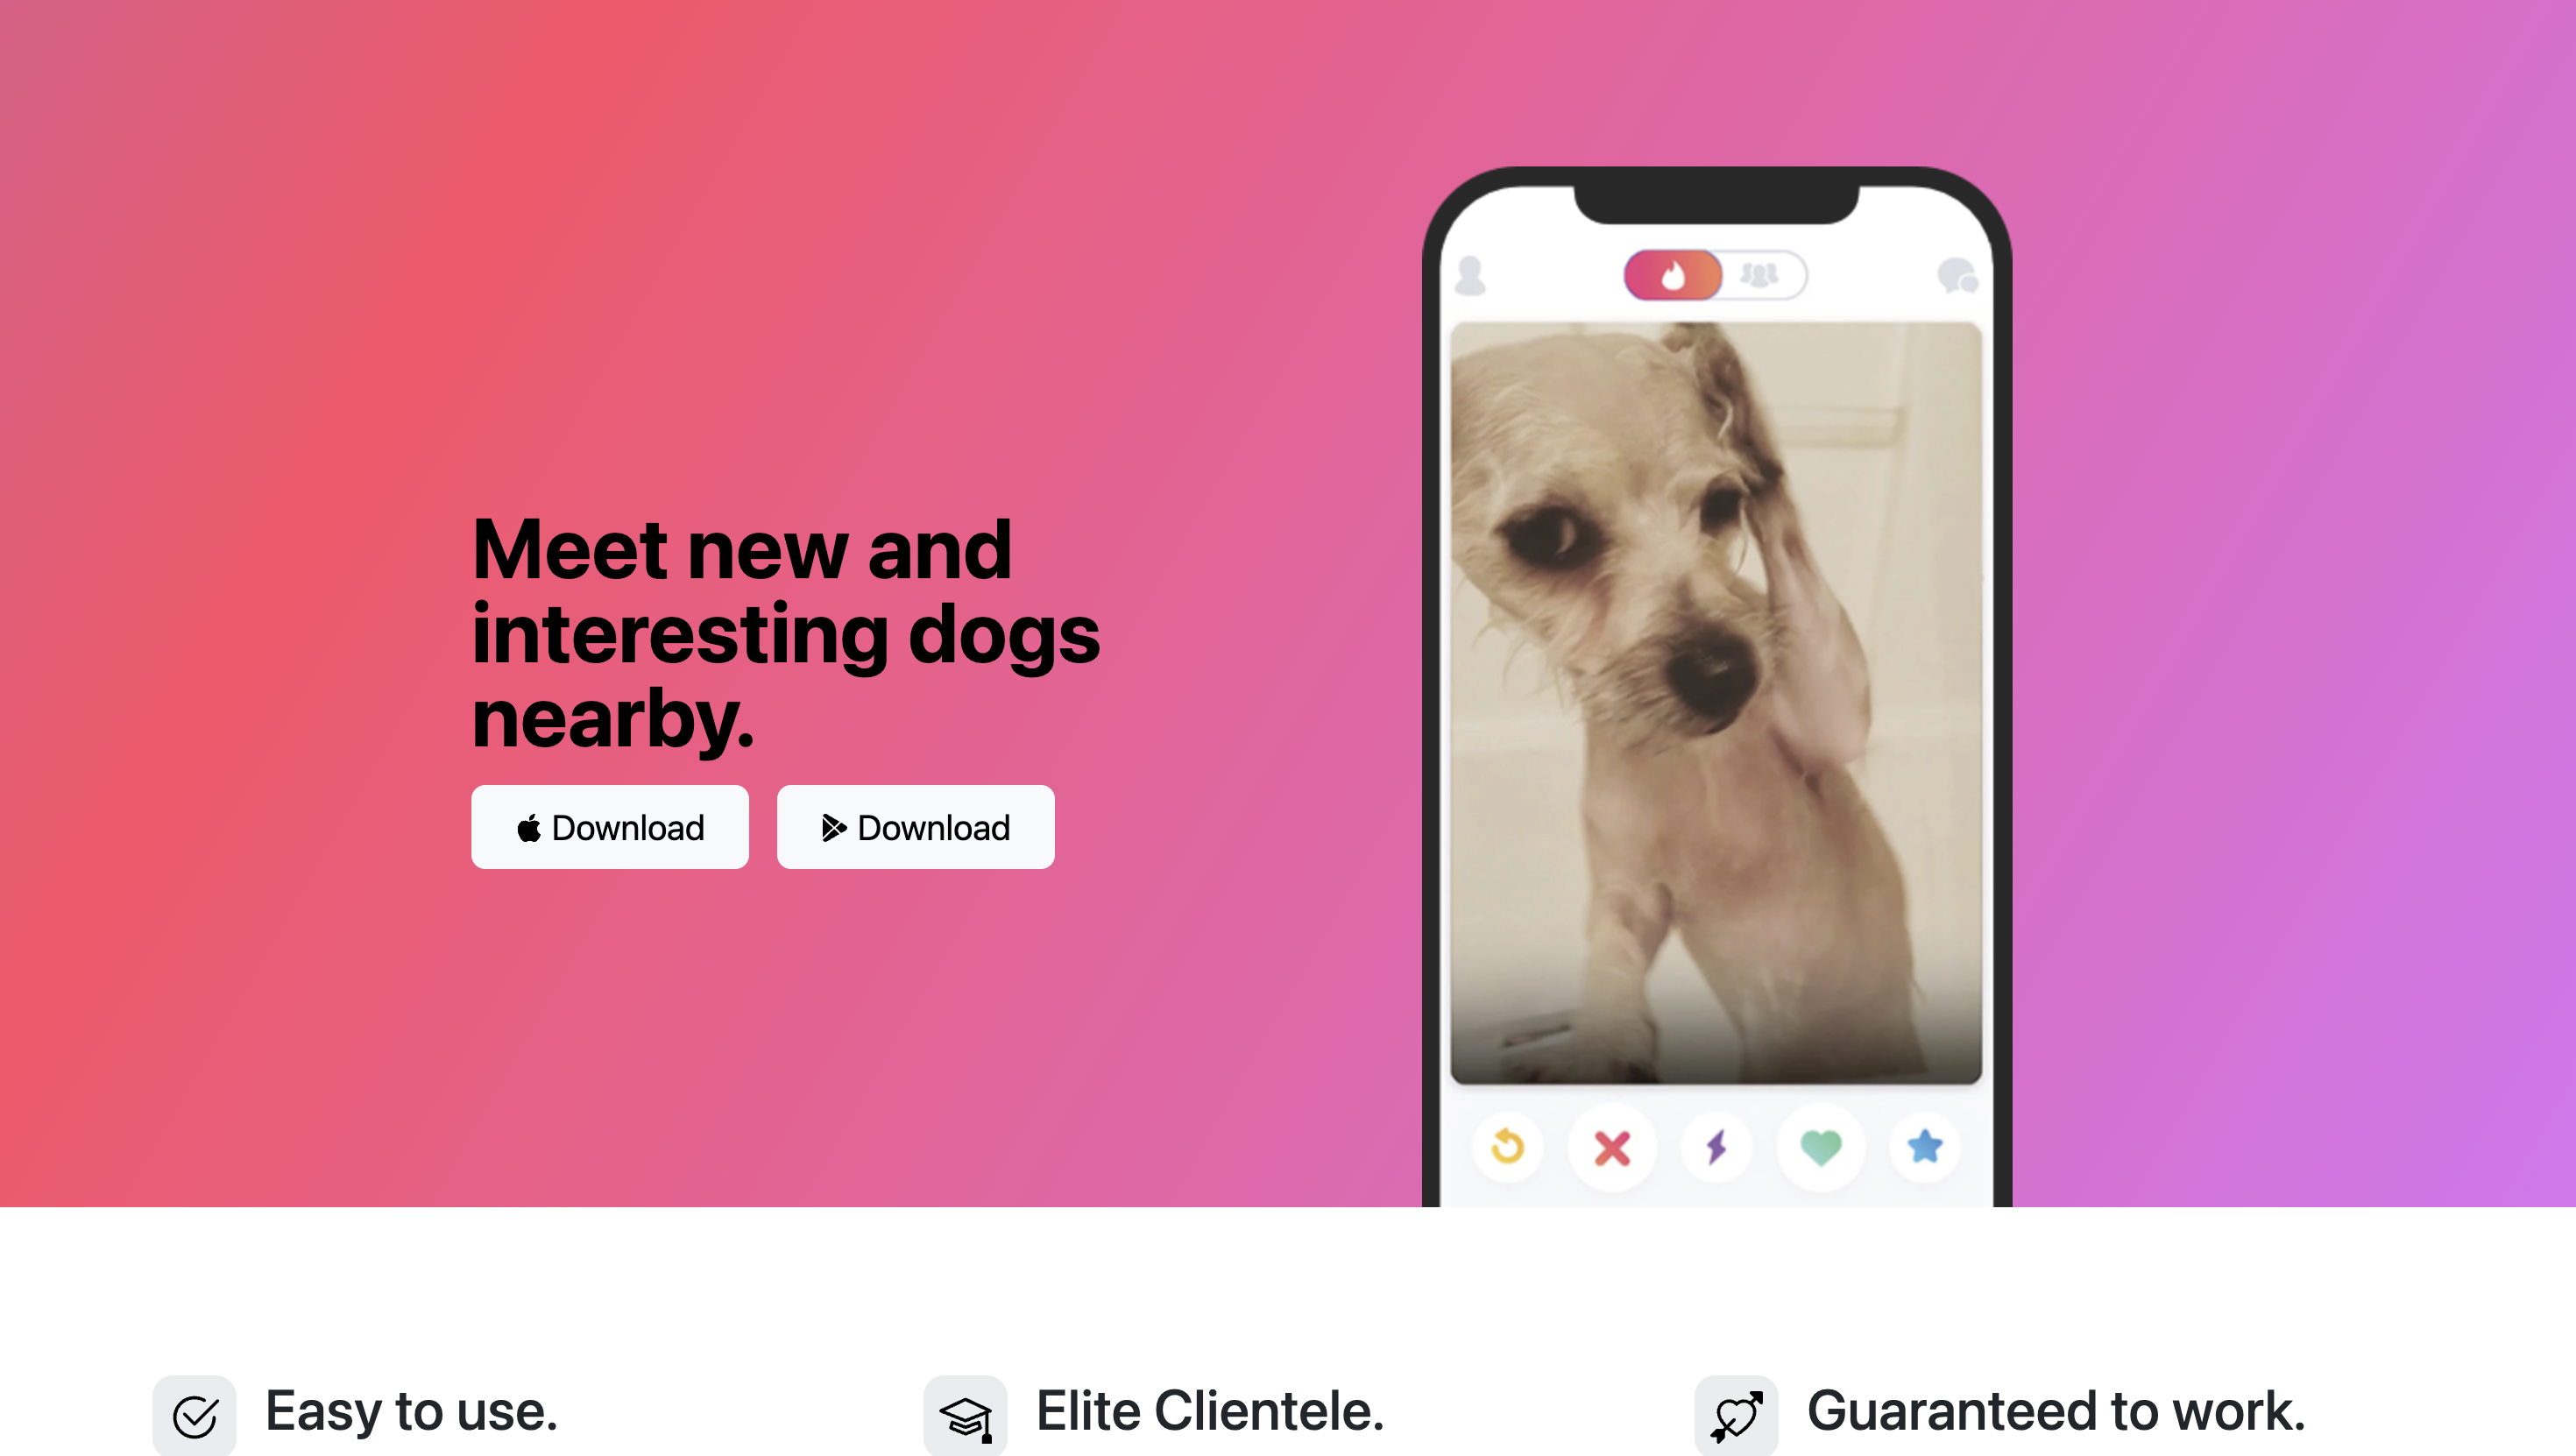 Meet new and
interesting dogs
nearby.
Download
Download
Easy to use.
Elite Clientele.
Guaranteed to work.